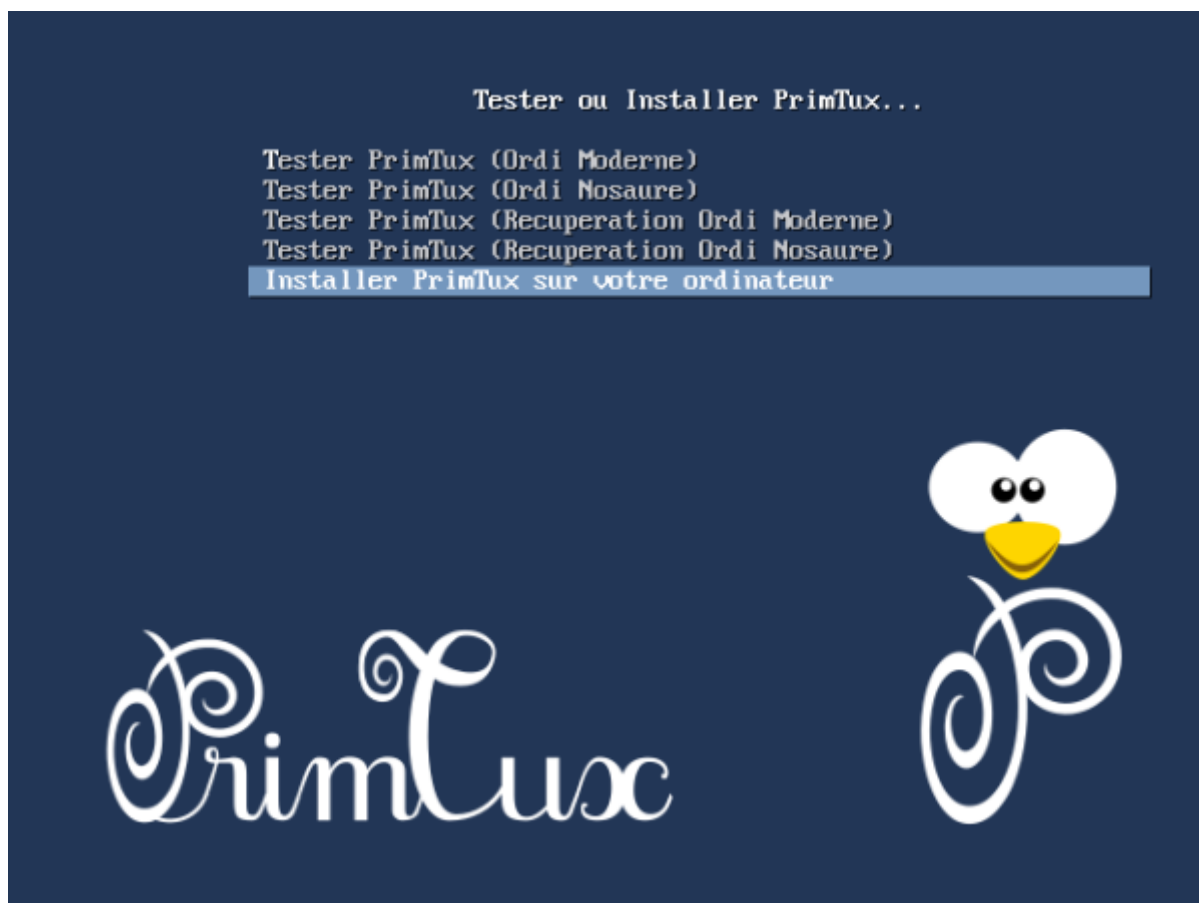 Tester ou Installer PrimTux...
Tester PrimTux (Ordi Moderne)
Tester PrimTux (Ordi Nosaure)
Tester PrimTux (Recuperation Ordi Moderne)
Tester PrimTux (Recuperation Ordi Nosaure)
Installer PrimTux sur votre ordinateur
PrimTux
P